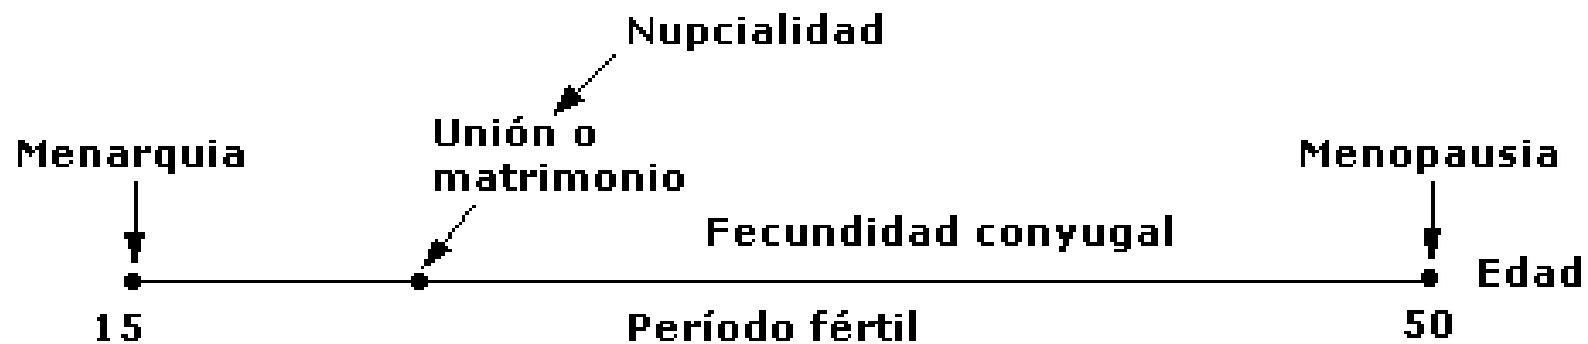 Nupcialidad
Unión o
matrimonio
Menarquia
Menopausia
Fecundidad conyugal
Edad
15
Período fértil
50